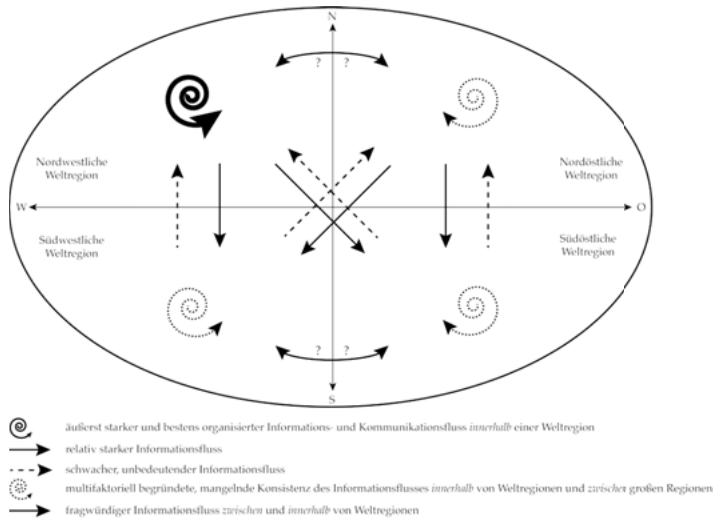 N
? ?
Nordwestliche
Weltregion
Nordöstliche
Weltregion
W
O
Südwestliche
Weltregion
Südöstliche
Weltregion
? ?
S
äußerst starker und bestens organisierter Informations- und Kommunikationsfluss innerhalb einer Weltregion
relativ starker Informationsfluss
schwacher, unbedeutender Informationsfluss
multifaktoriell begründete, mangelnde Konsistenz des Informationsflusses innerhalb von Weltregionen und zwischen großen Regionen
fragwürdiger Informationsfluss zwischen und innerhalb von Weltregionen